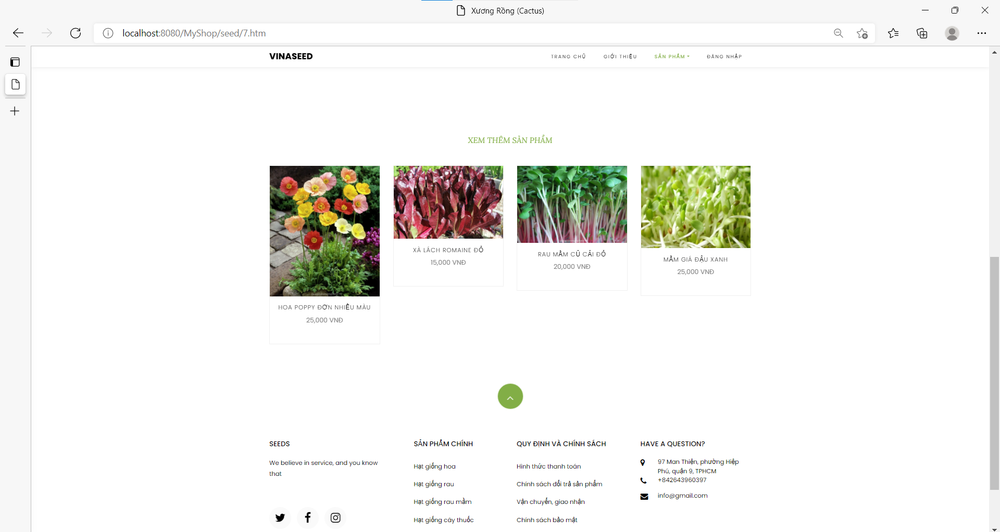 Xương Rồng (Cactus)
localhost:8080/MyShop/seed/7.htm
VINASEED
TRANG CHỦ
GIỚI THIỆU
SẢN PHẨM
ĐĂNG NHẬP
XEM THÊM SẢN PHẨM
HOA POPPY ĐƠN NHIỀU MÀU
25,000 VNĐ
XÀ LÁCH ROMAINE ĐỎ
15,000 VNĐ
RAU MẦM CỦ CẢI ĐỎ
20,000 VNĐ
MẦM GIÁ ĐẬU XANH
25,000 VNĐ
SEEDS
We believe in service, and you know
that
SẢN PHẨM CHÍNH
Hạt giống hoa
Hạt giống rau
Hạt giống rau mầm
Hạt giống cây thuốc
QUY ĐỊNH VÀ CHÍNH SÁCH
Hình thức thanh toán
Chính sách đổi trả sản phẩm
Vận chuyển, giao nhận
Chính sách bảo mật
HAVE A QUESTION?
97 Man Thiện, phường Hiệp
Phú, quận 9, TPHCM
+842643960397
info@gmail.com